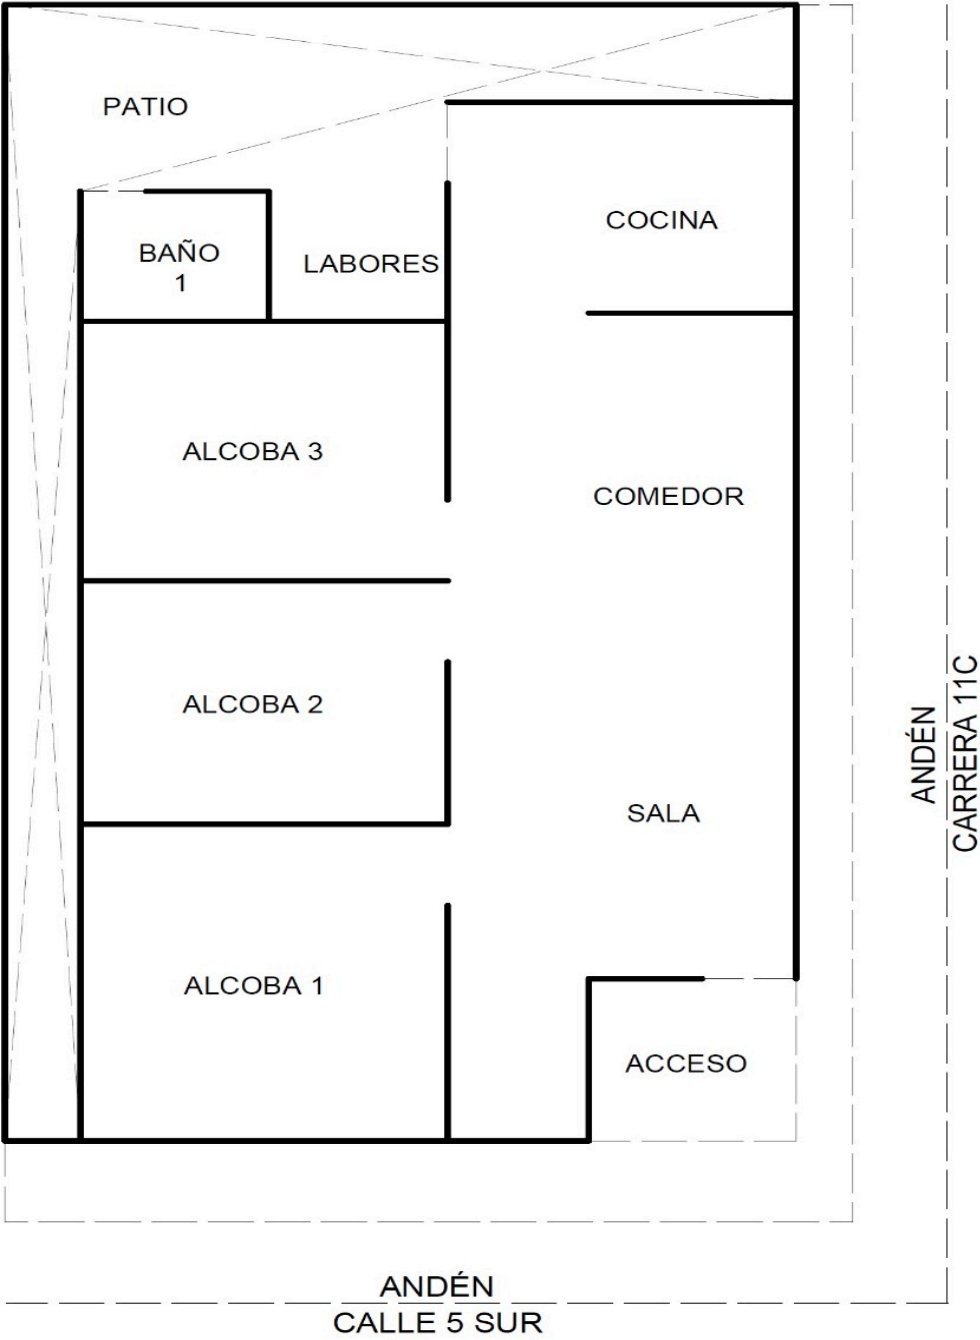 PATIO
COCINA
BAÑO
1
LABORES
ALCOBA 3
COMEDOR
ALCOBA 2
SALA
ALCOBA 1
ACCESO
ANDÉN
CARRERA 11C
ANDÉN
CALLE 5 SUR